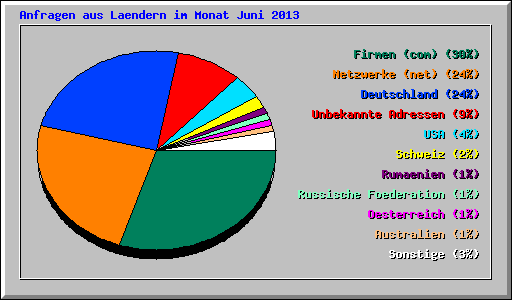 Anfragen aus Laendern im Monat Juni 2013
Firmen (com) (30%)
Netzwerke (net) (24%)
Deutschland (24%)
Unbekannte Adressen (9%)
USA (4%)
Schweiz (2%)
Rumaenien (1%)
Russische Foederation (1%)
Oesterreich (1%)
Australien (1%)
Sonstige (3%)